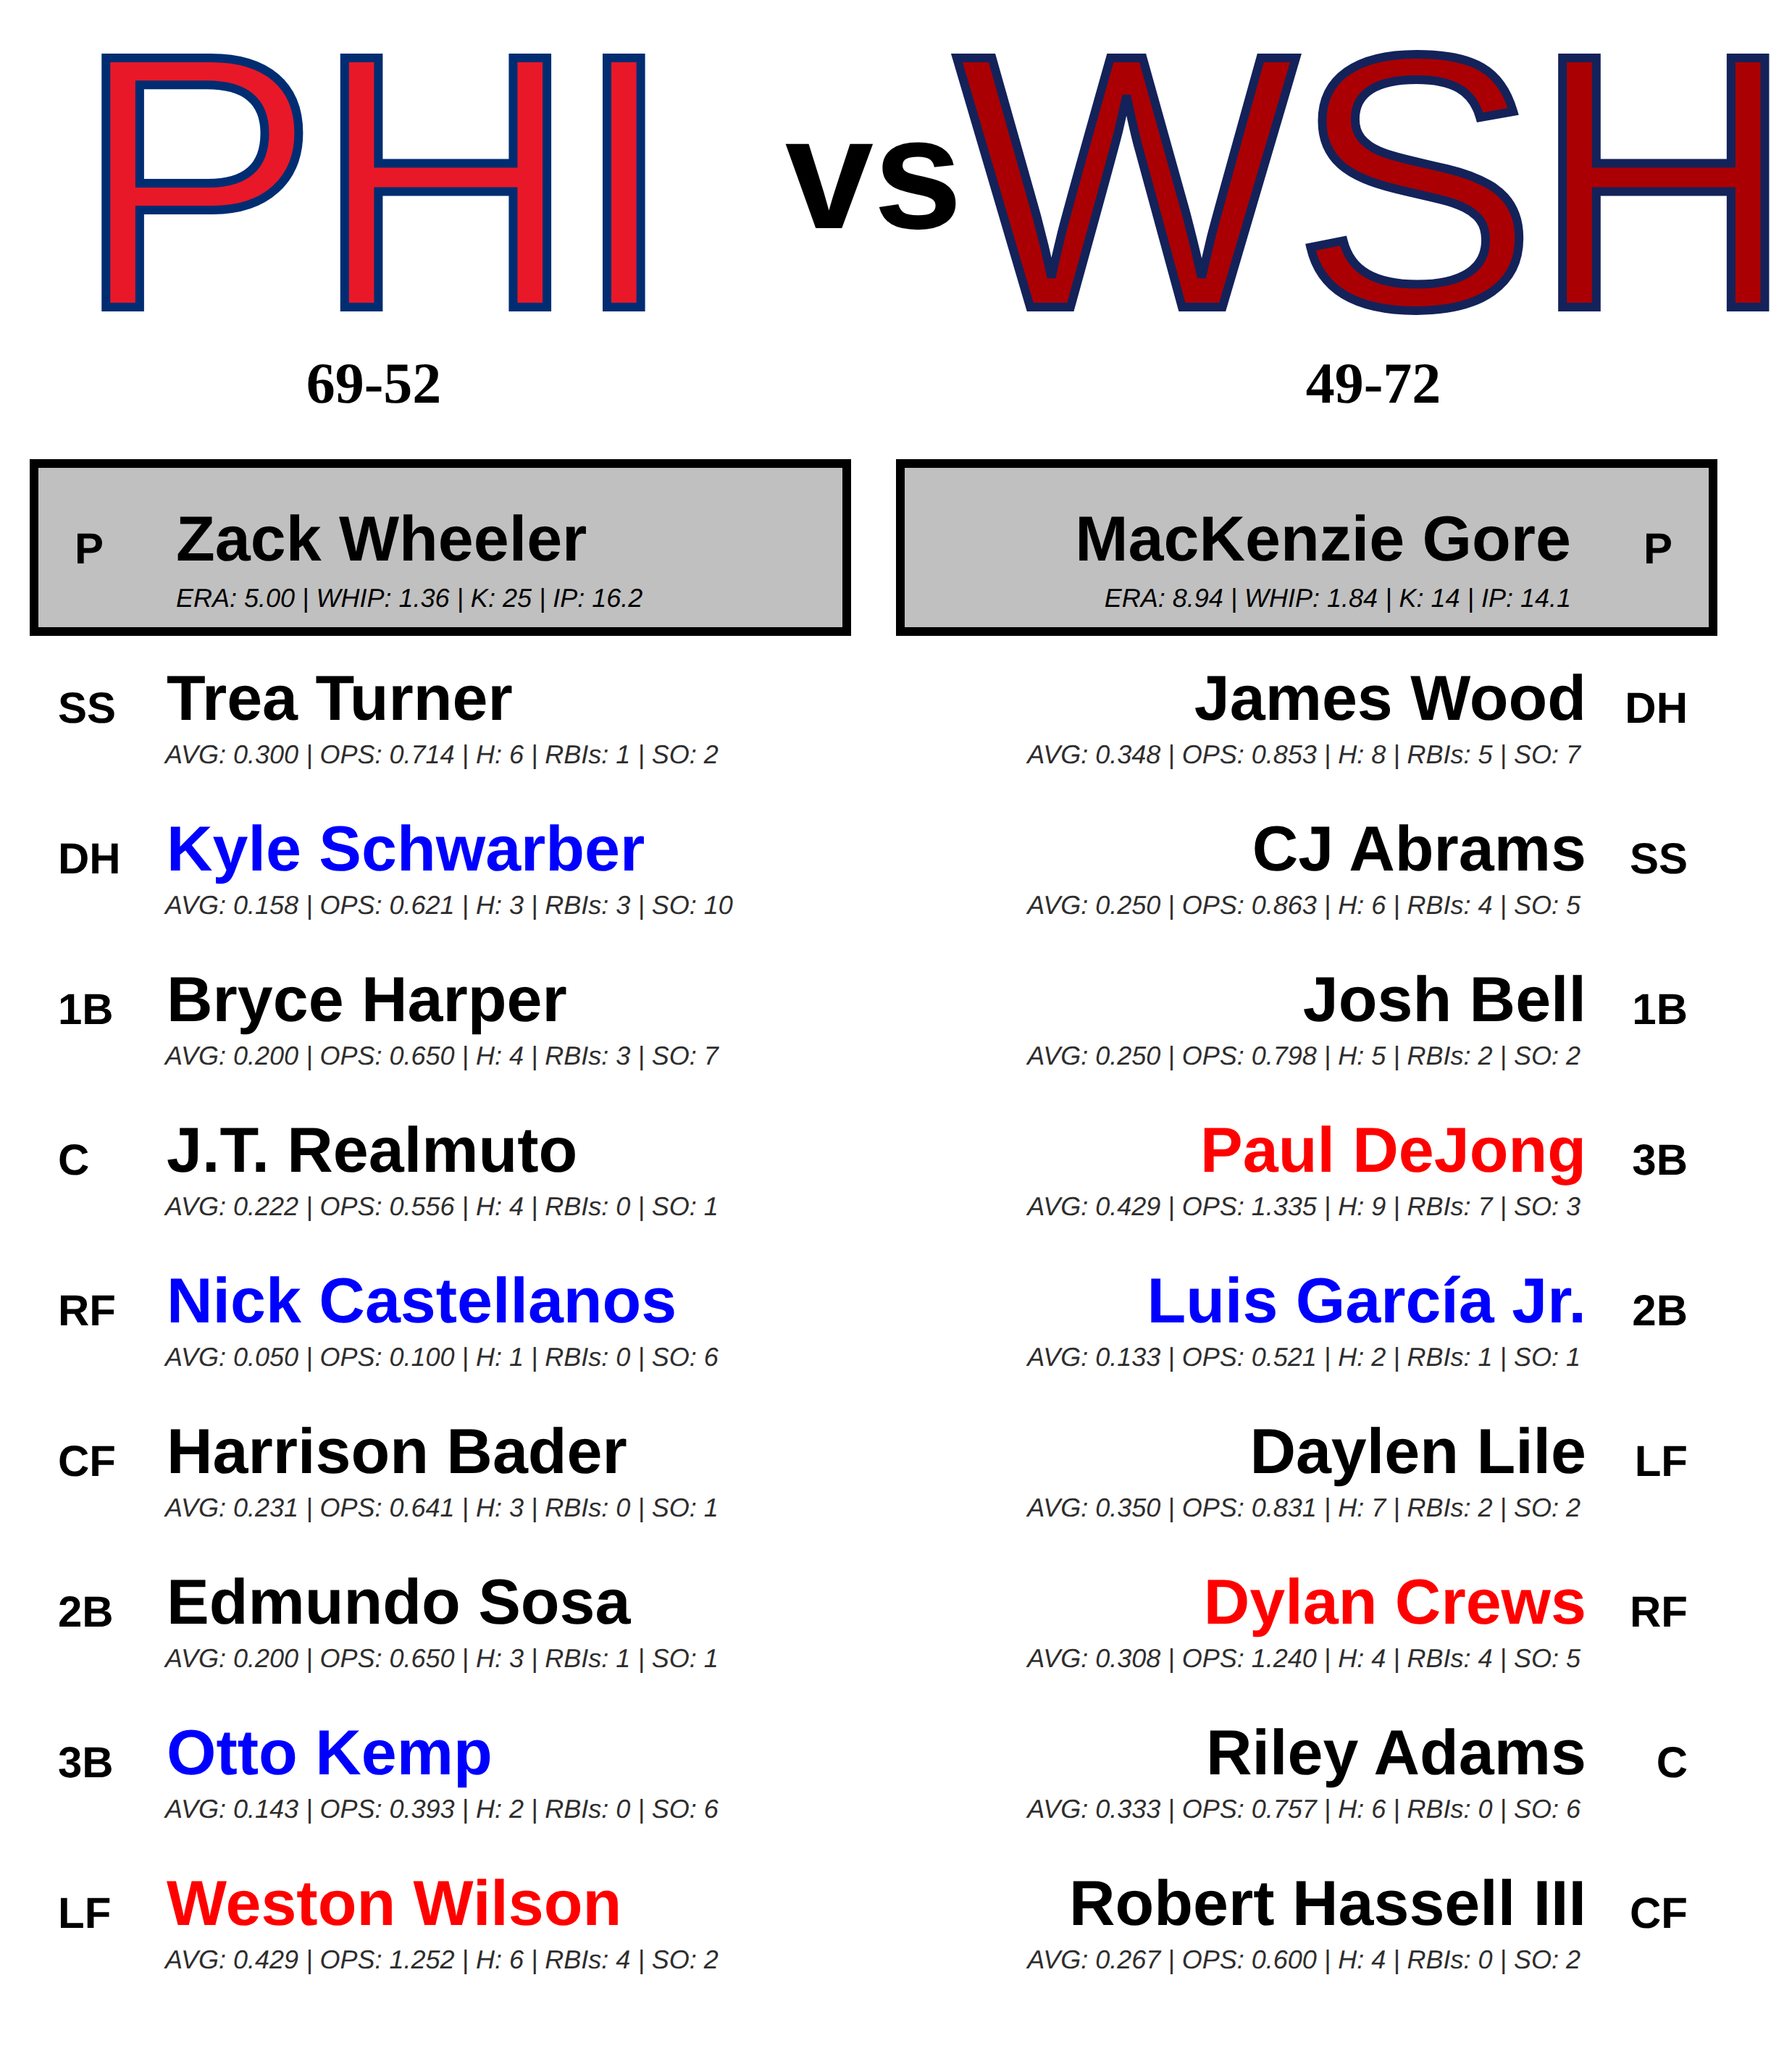 PHI vs WSH
69-52 49-72
P Zack Wheeler
ERA: 5.00 | WHIP: 1.36 | K: 25 | IP: 16.2
MacKenzie Gore P
ERA: 8.94 | WHIP: 1.84 | K: 14 | IP: 14.1
SS Trea Turner
AVG: 0.300 | OPS: 0.714 | H: 6 | RBIs: 1 | SO: 2
DH Kyle Schwarber
AVG: 0.158 | OPS: 0.621 | H: 3 | RBIs: 3 | SO: 10
1B Bryce Harper
AVG: 0.200 | OPS: 0.650 | H: 4 | RBIs: 3 | SO: 7
C J.T. Realmuto
AVG: 0.222 | OPS: 0.556 | H: 4 | RBIs: 0 | SO: 1
RF Nick Castellanos
AVG: 0.050 | OPS: 0.100 | H: 1 | RBIs: 0 | SO: 6
CF Harrison Bader
AVG: 0.231 | OPS: 0.641 | H: 3 | RBIs: 0 | SO: 1
2B Edmundo Sosa
AVG: 0.200 | OPS: 0.650 | H: 3 | RBIs: 1 | SO: 1
3B Otto Kemp
AVG: 0.143 | OPS: 0.393 | H: 2 | RBIs: 0 | SO: 6
LF Weston Wilson
AVG: 0.429 | OPS: 1.252 | H: 6 | RBIs: 4 | SO: 2
James Wood DH
AVG: 0.348 | OPS: 0.853 | H: 8 | RBIs: 5 | SO: 7
CJ Abrams SS
AVG: 0.250 | OPS: 0.863 | H: 6 | RBIs: 4 | SO: 5
Josh Bell 1B
AVG: 0.250 | OPS: 0.798 | H: 5 | RBIs: 2 | SO: 2
Paul DeJong 3B
AVG: 0.429 | OPS: 1.335 | H: 9 | RBIs: 7 | SO: 3
Luis García Jr. 2B
AVG: 0.133 | OPS: 0.521 | H: 2 | RBIs: 1 | SO: 1
Daylen Lile LF
AVG: 0.350 | OPS: 0.831 | H: 7 | RBIs: 2 | SO: 2
Dylan Crews RF
AVG: 0.308 | OPS: 1.240 | H: 4 | RBIs: 4 | SO: 5
Riley Adams C
AVG: 0.333 | OPS: 0.757 | H: 6 | RBIs: 0 | SO: 6
Robert Hassell III CF
AVG: 0.267 | OPS: 0.600 | H: 4 | RBIs: 0 | SO: 2